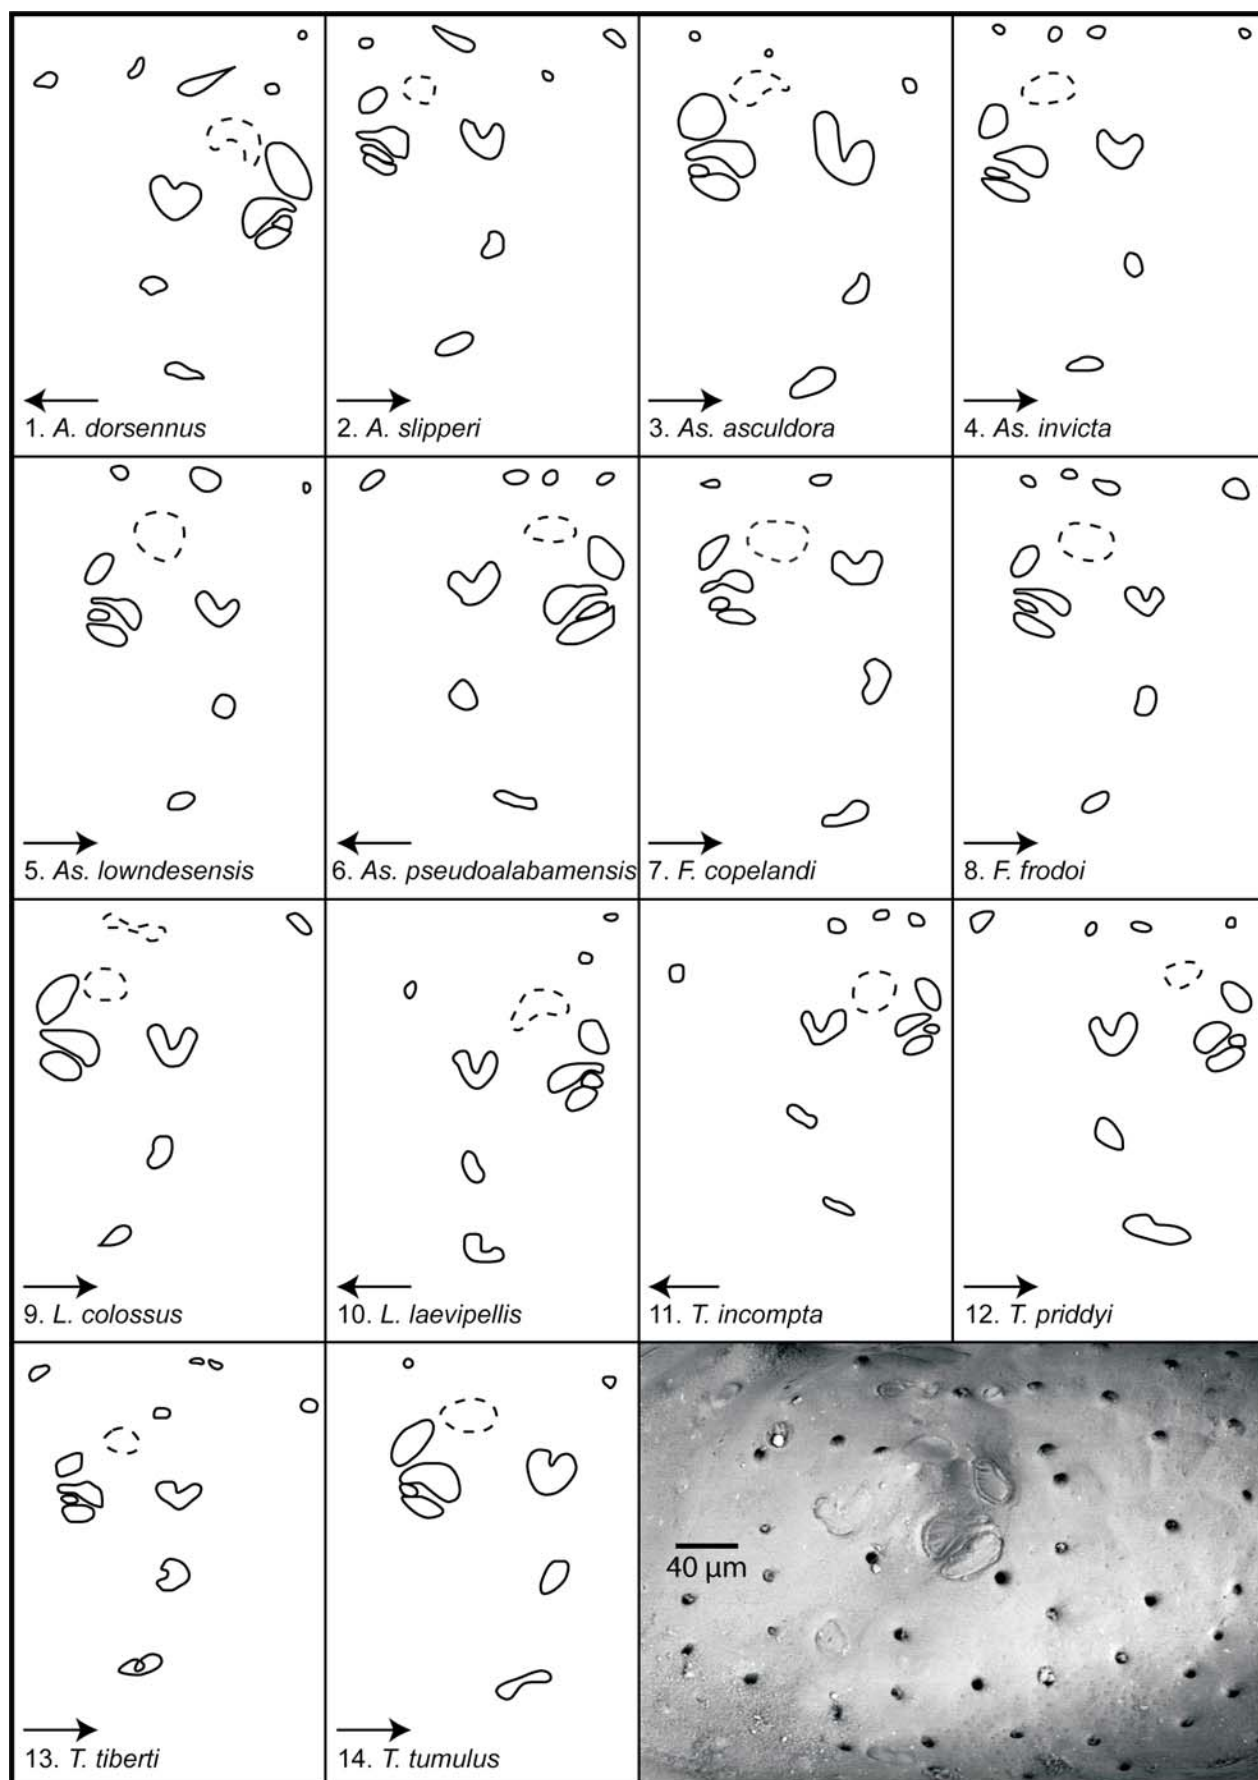 1. A. dorsennus
2. A. slipperi
3. As. asculdora
4. As. invicta
5. As. lowndesensis
6. As. pseudoalabamensis
7. F. copelandi
8. F. frodoi
9. L. colossus
10. L. laevipellis
11. T. incompta
12. T. priddyi
13. T. tiberti
14. T. tumulus
40 µm